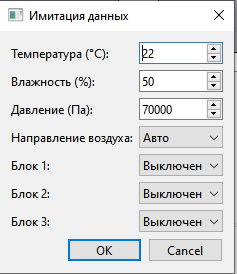 Имитация данных
Температура (°C): 22
Влажность (%): 50
Давление (Па): 70000
Направление воздуха: Авто
Блок 1: Выключен
Блок 2: Выключен
Блок 3: Выключен
OK Cancel